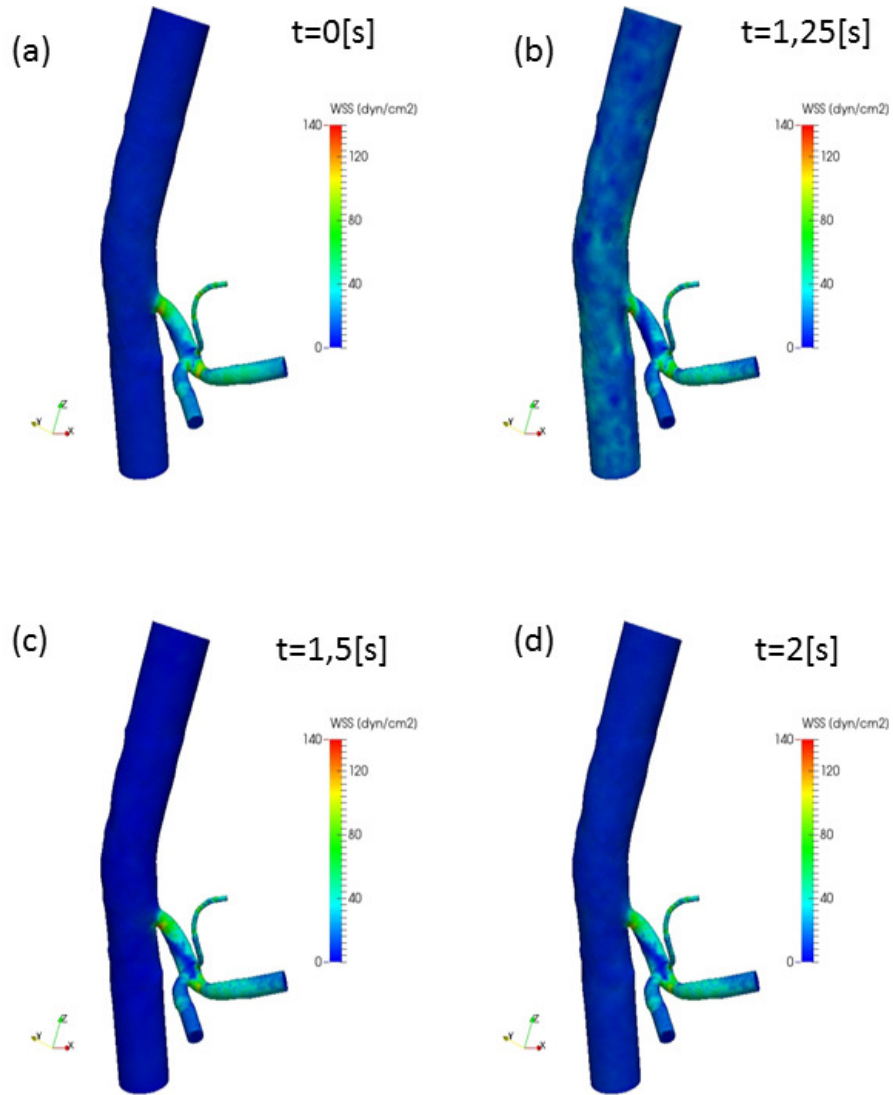 (a)
t=0[s]
WSS (dyn/cm2)
140
120
80
40
0
Z
Y
X
(b)
t=1,25[s]
WSS (dyn/cm2)
140
120
80
40
0
Z
Y
X
(c)
t=1,5[s]
WSS (dyn/cm2)
140
120
80
40
0
Z
Y
X
(d)
t=2[s]
WSS (dyn/cm2)
140
120
80
40
0
Z
Y
X